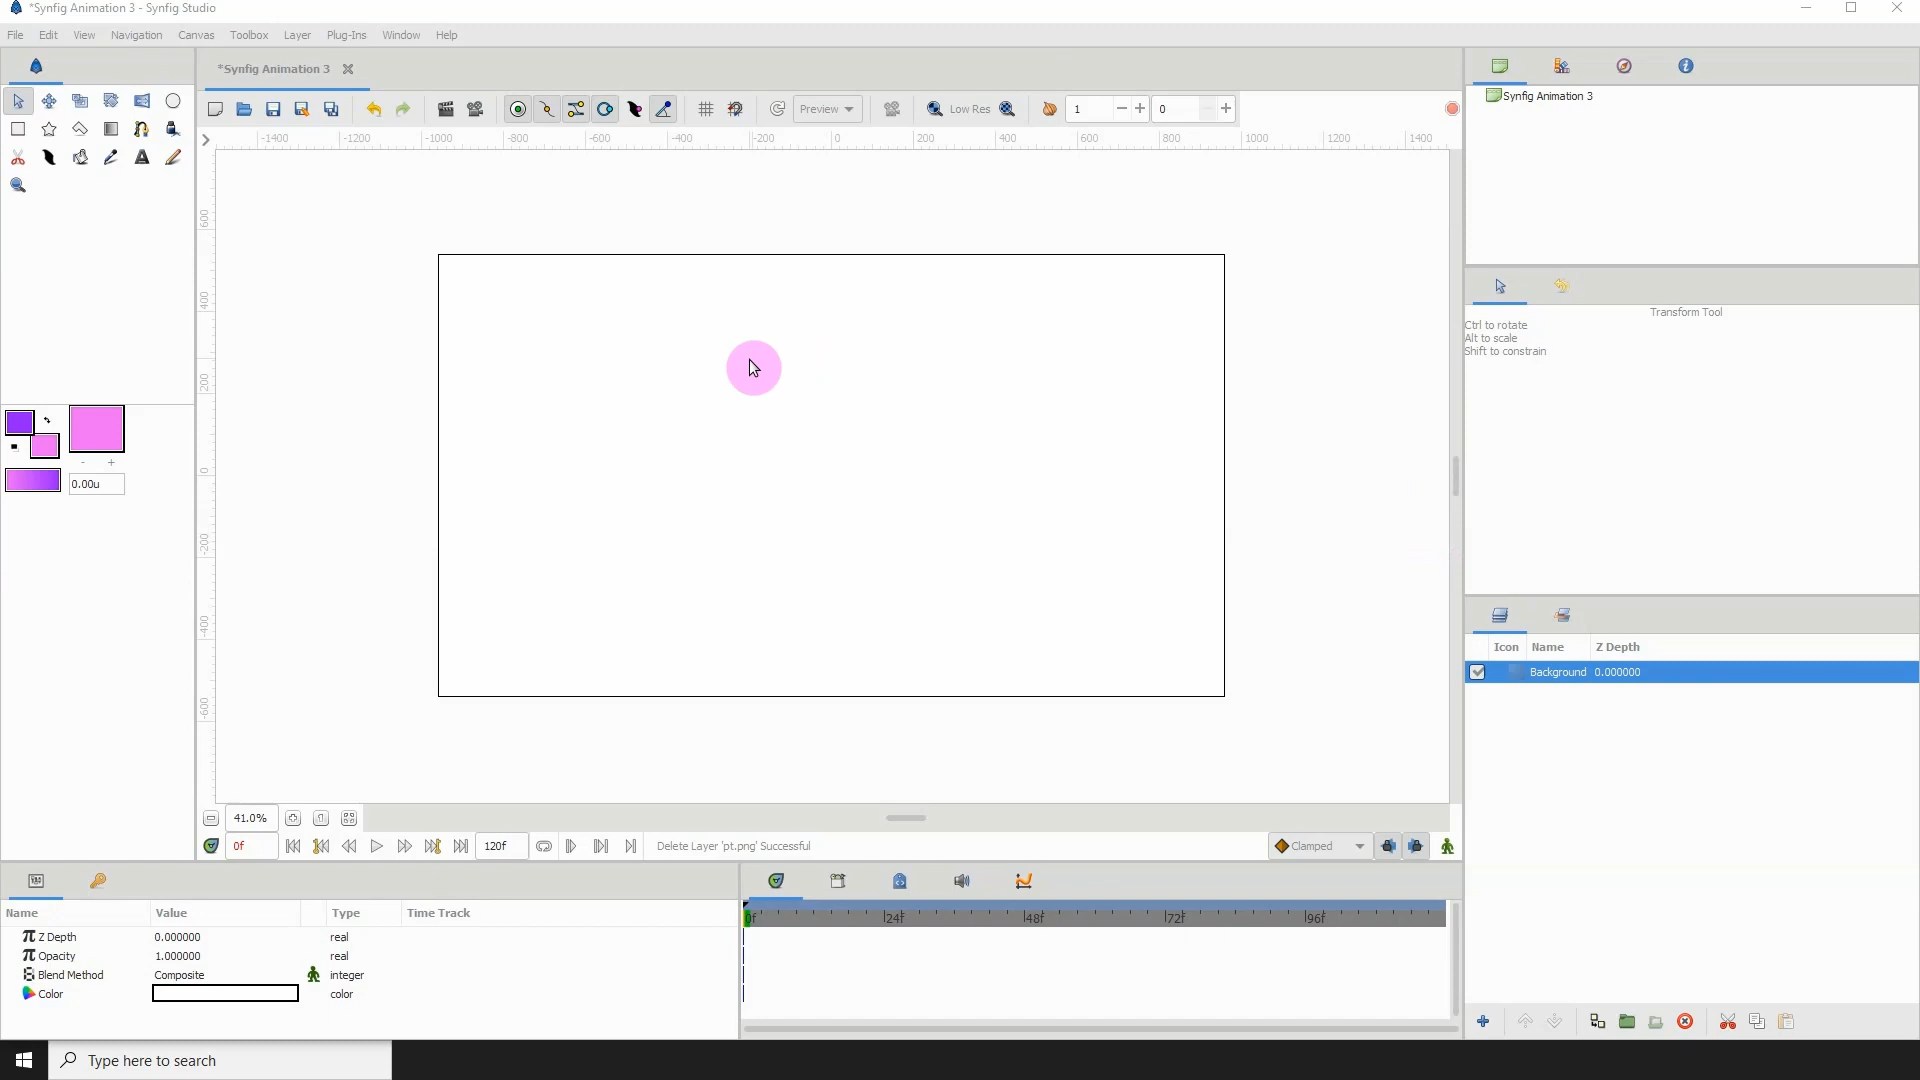 *Synfig Animation 3 - Synfig Studio
File Edit View Navigation Canvas Toolbox Layer Plug-Ins Window Help
*Synfig Animation 3
Preview Low Res 1 0
-1400 -1200 -1000 -800 -600 -400 -200 0 200 400 600 800 1000 1200 1400
600
400
200
0
-200
-400
-600
- +
0.00u
Synfig Animation 3
Transform Tool
Ctrl to rotate
Alt to scale
Shift to constrain
Icon Name Z Depth
Background 0.000000
41.0%
0f 120f Delete Layer 'pt.png' Successful Clamped
Name Value Type Time Track
Z Depth 0.000000 real
Opacity 1.000000 real
Blend Method Composite integer
Color color
0f 24f 48f 72f 96f
Type here to search